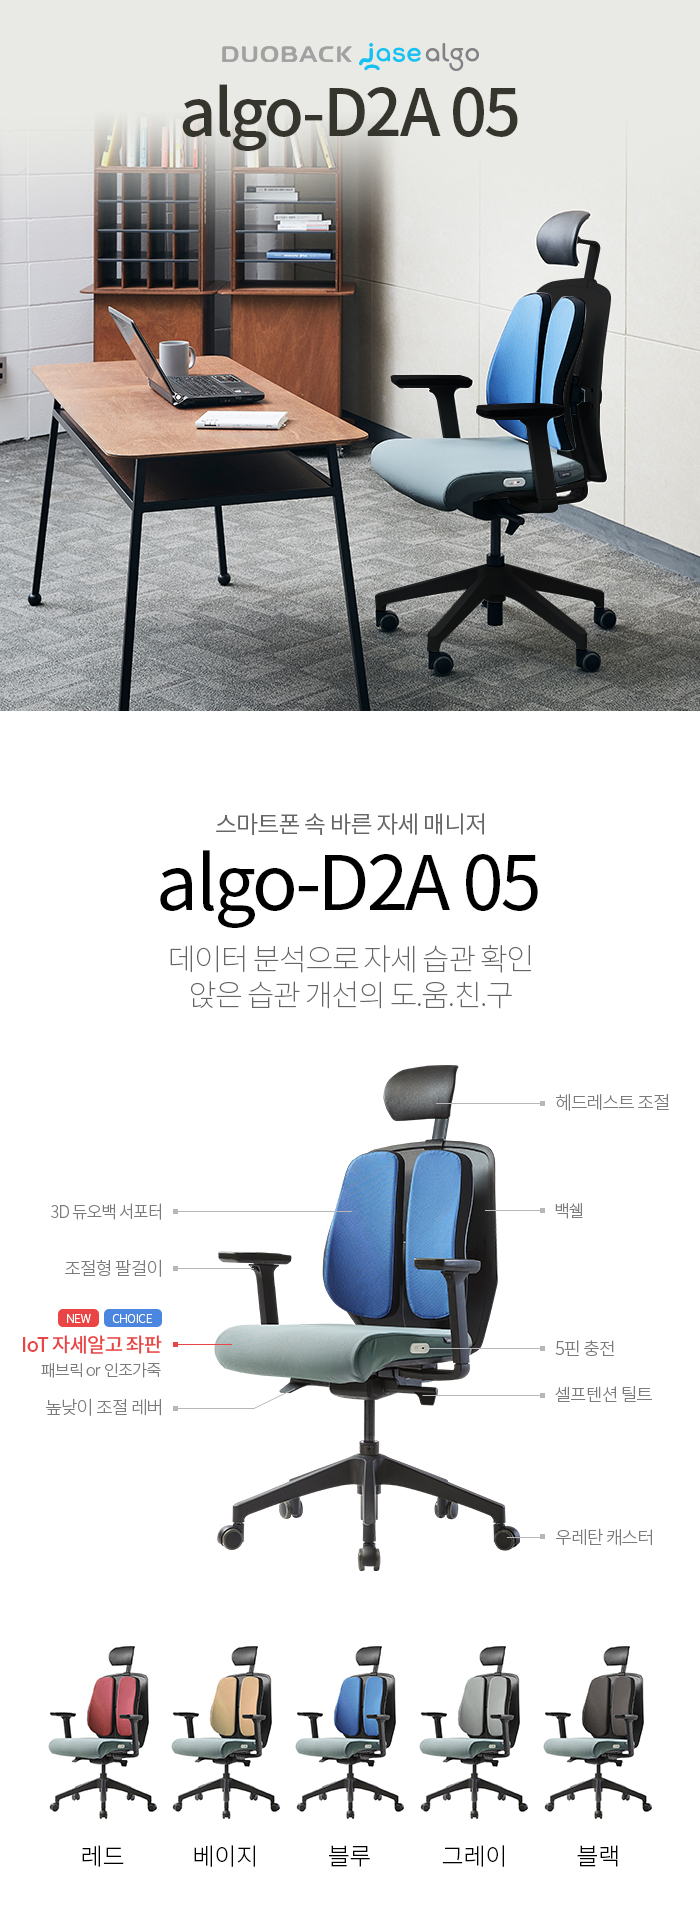 DUOBACK jase algo
algo-D2A 05
스마트폰 속 바른 자세 매니저
algo-D2A 05
데이터 분석으로 자세 습관 확인
앉은 습관 개선의 도.움.친.구
헤드레스트 조절
3D 듀오백 서포터
백쉘
조절형 팔걸이
NEW CHOICE
IoT 자세알고 좌판
패브릭 or 인조가죽
5핀 충전
높낮이 조절 레버
셀프텐션 틸트
우레탄 캐스터
레드
베이지
블루
그레이
블랙